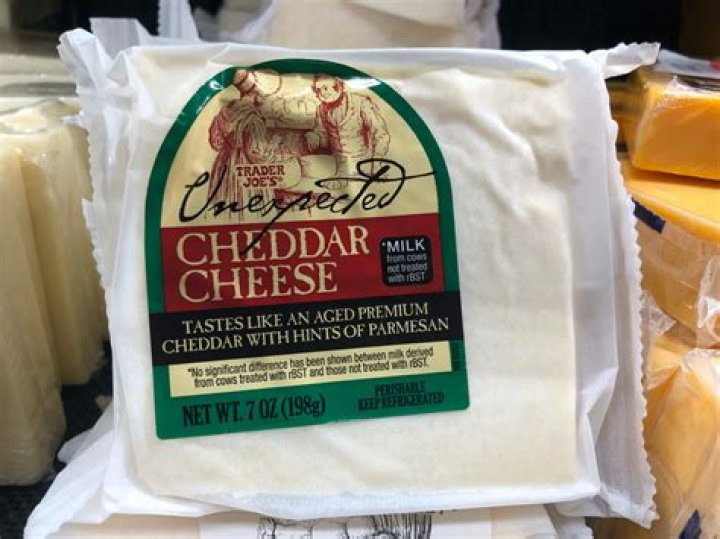 TRADER
JOE'S
Unexpected
CHEDDAR
CHEESE
*MILK
from cows
not treated
with rBST
TASTES LIKE AN AGED PREMIUM
CHEDDAR WITH HINTS OF PARMESAN
*No significant difference has been shown between milk derived
from cows treated with rBST and those not treated with rBST.
NET WT. 7 OZ (198g)
PERISHABLE
KEEP REFRIGERATED